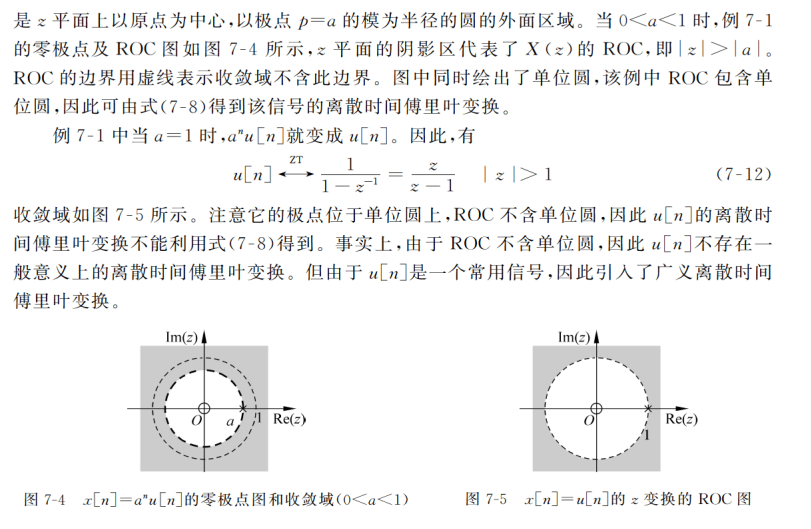 是 z 平面上以原点为中心,以极点 p=a 的模为半径的圆的外面区域。当 0<a<1 时,例 7-1
的零极点及 ROC 图如图 7-4 所示,z 平面的阴影区代表了 X(z)的 ROC,即|z|>|a|。
ROC 的边界用虚线表示收敛域不含此边界。图中同时绘出了单位圆,该例中 ROC 包含单
位圆,因此可由式(7-8)得到该信号的离散时间傅里叶变换。
例 7-1 中当 a=1 时,aⁿu[n]就变成 u[n]。因此,有
u[n] ⟷ZT 1/(1-z⁻¹) = z/(z-1) |z|>1 (7-12)
收敛域如图 7-5 所示。注意它的极点位于单位圆上,ROC 不含单位圆,因此 u[n]的离散时
间傅里叶变换不能利用式(7-8)得到。事实上,由于 ROC 不含单位圆,因此 u[n]不存在一
般意义上的离散时间傅里叶变换。但由于 u[n]是一个常用信号,因此引入了广义离散时间
傅里叶变换。
Im(z)
O a 1 Re(z)
图 7-4 x[n]=aⁿu[n]的零极点图和收敛域(0<a<1)
Im(z)
O 1 Re(z)
图 7-5 x[n]=u[n]的 z 变换的 ROC 图